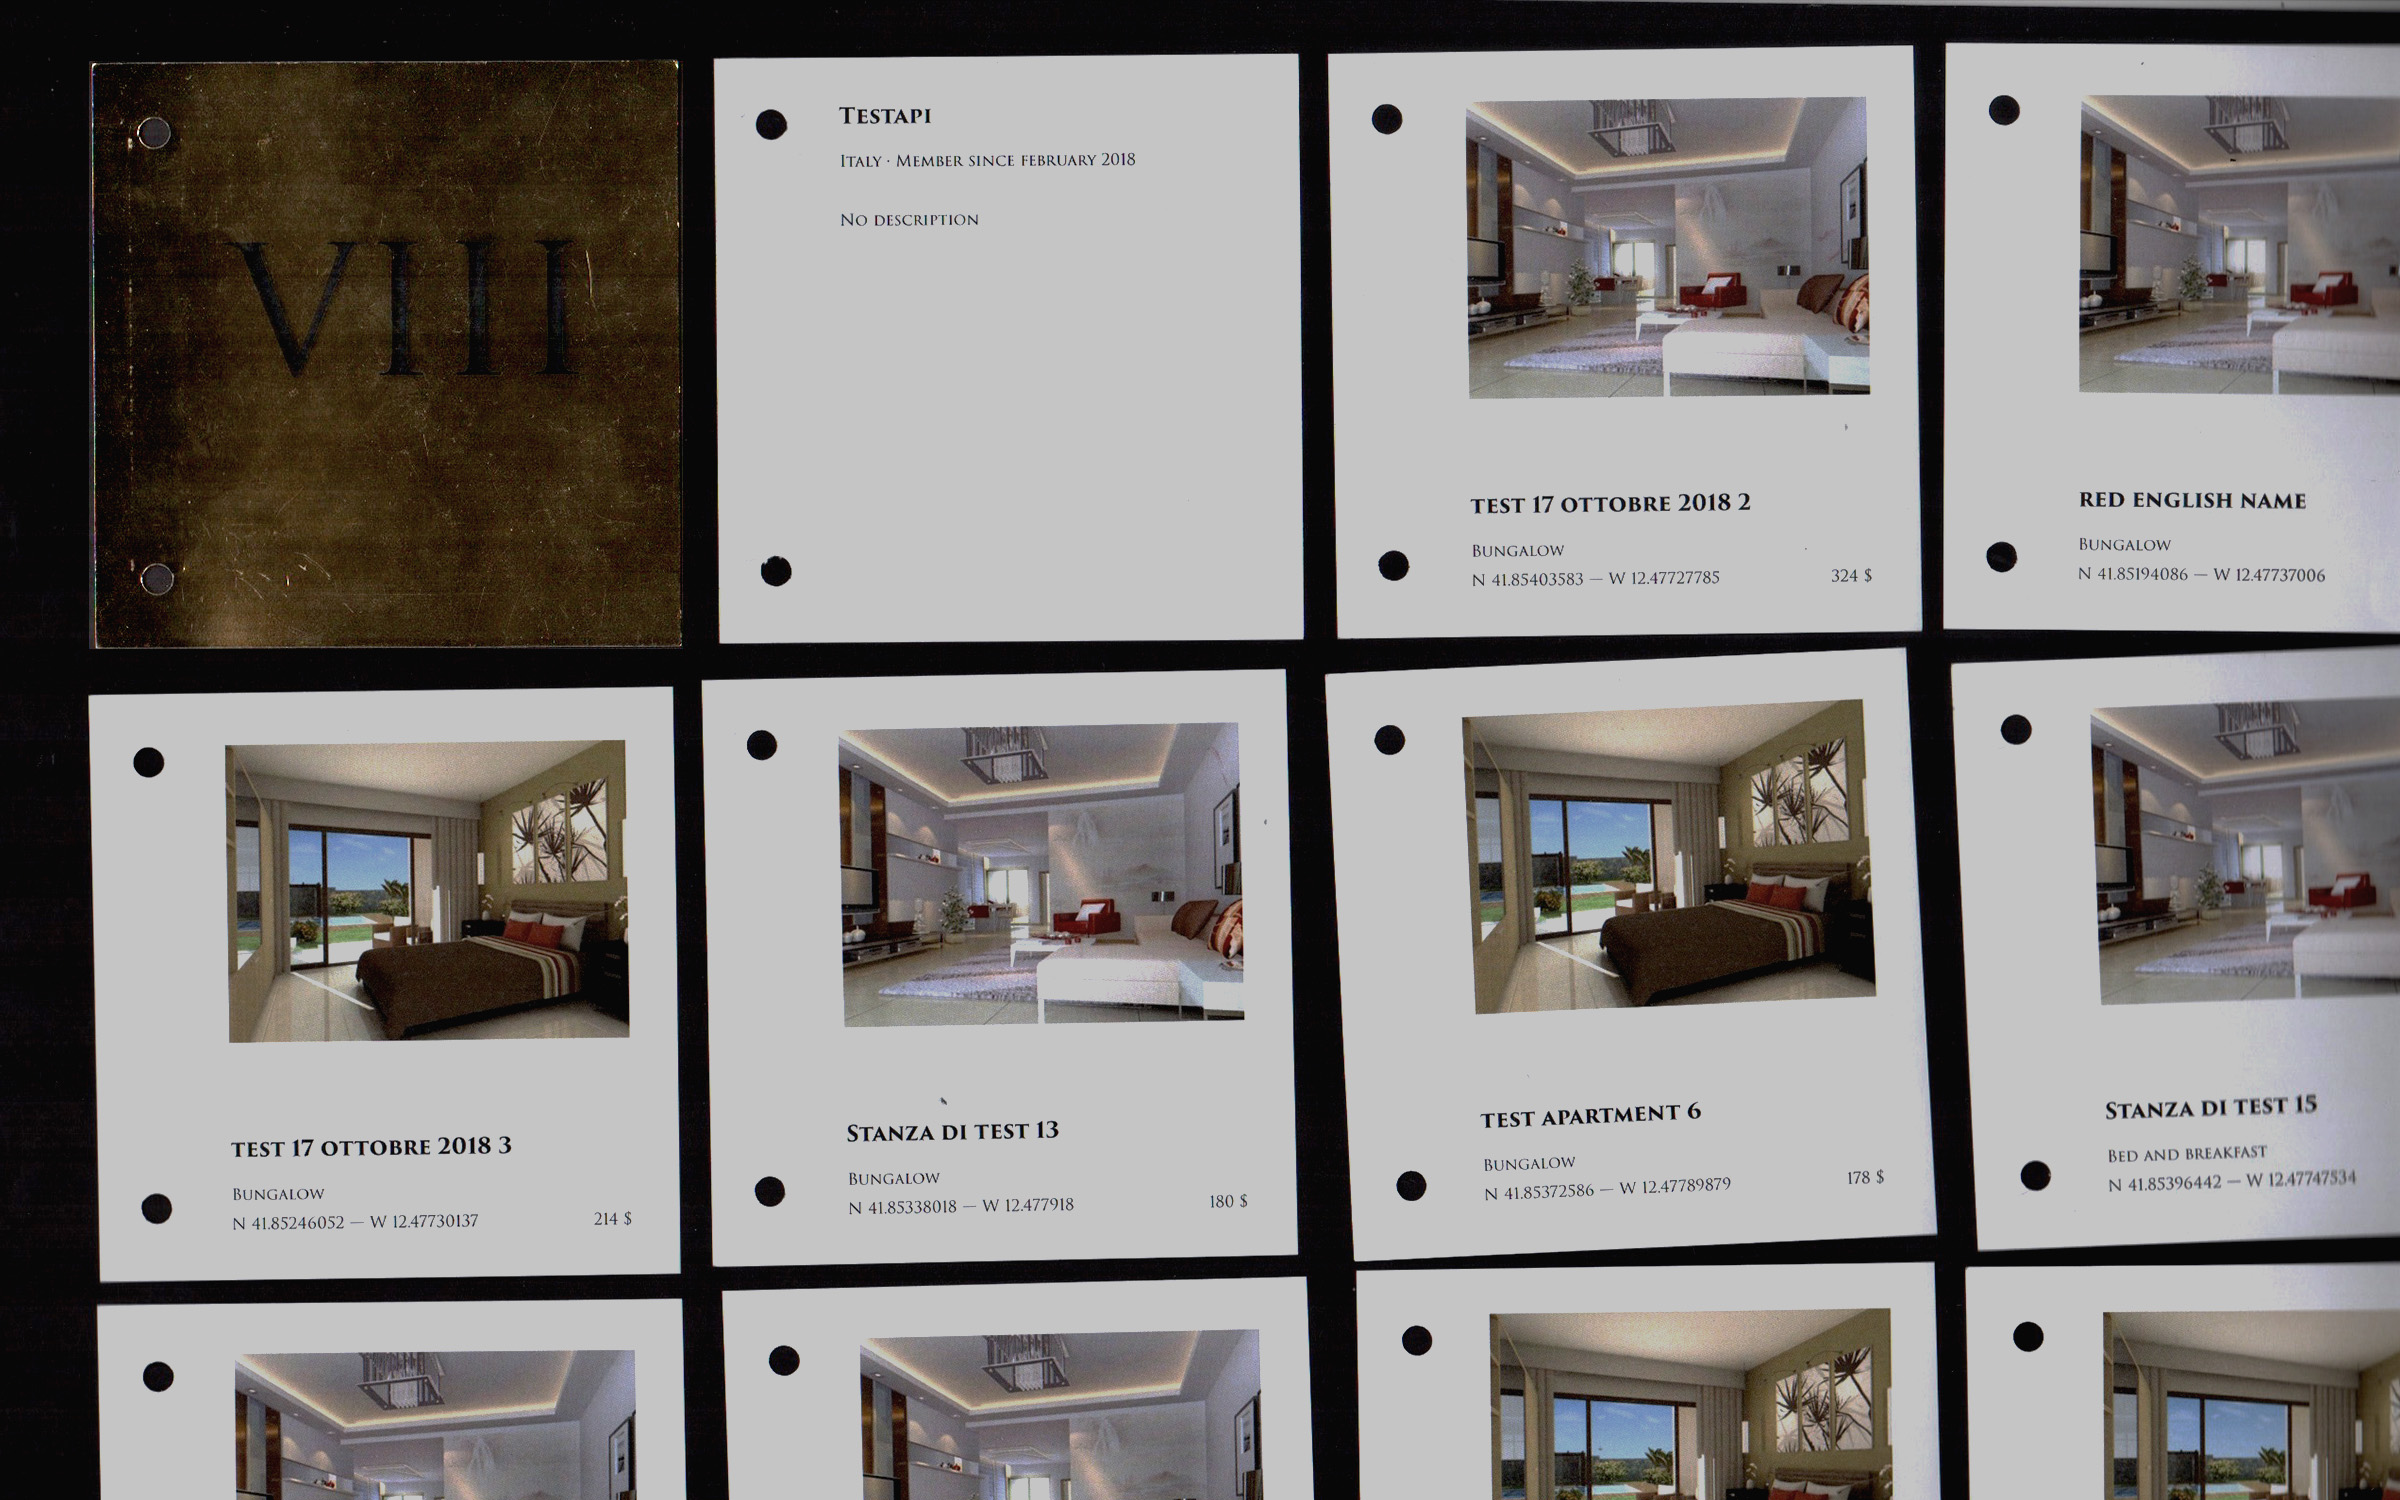 VIII
Testapi
Italy · Member since february 2018
No description
test 17 ottobre 2018 2
Bungalow
N 41.85403583 — W 12.47727785 324 $
red english name
Bungalow
N 41.85194086 — W 12.47737006
test 17 ottobre 2018 3
Bungalow
N 41.85246052 — W 12.47730137 214 $
Stanza di test 13
Bungalow
N 41.85338018 — W 12.477918 180 $
test apartment 6
Bungalow
N 41.85372586 — W 12.47789879 178 $
Stanza di test 15
Bed and breakfast
N 41.85396442 — W 12.47747534